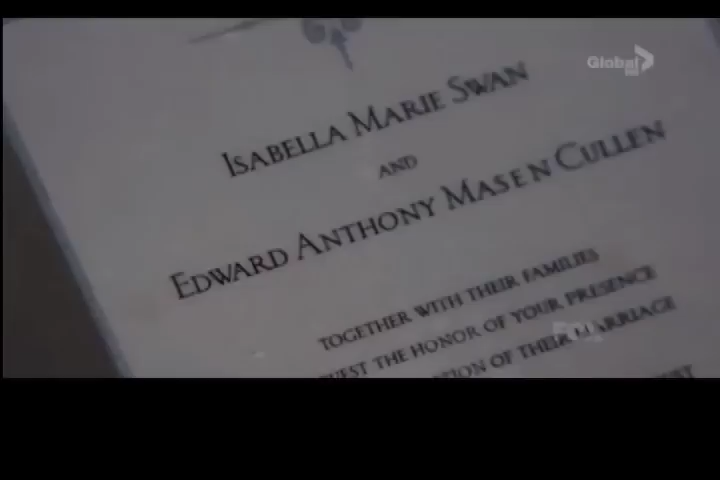 Global
HD
ISABELLA MARIE SWAN
AND
EDWARD ANTHONY MASEN CULLEN
TOGETHER WITH THEIR FAMILIES
THE HONOR OF YOUR PRESENCE
OF THEIR MARRIAGE